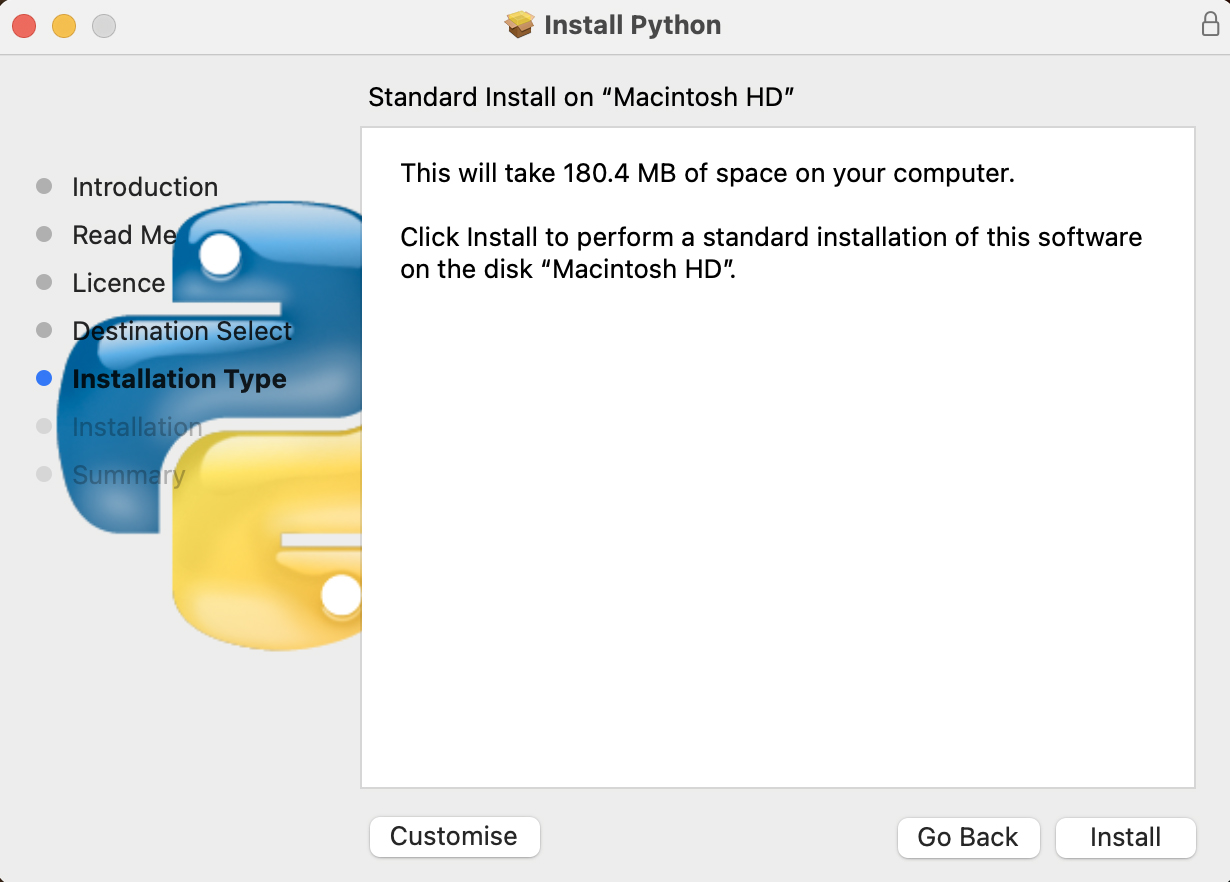 Install Python
Standard Install on “Macintosh HD”
Introduction
Read Me
Licence
Destination Select
Installation Type
Installation
Summary
This will take 180.4 MB of space on your computer.
Click Install to perform a standard installation of this software
on the disk “Macintosh HD”.
Customise
Go Back
Install